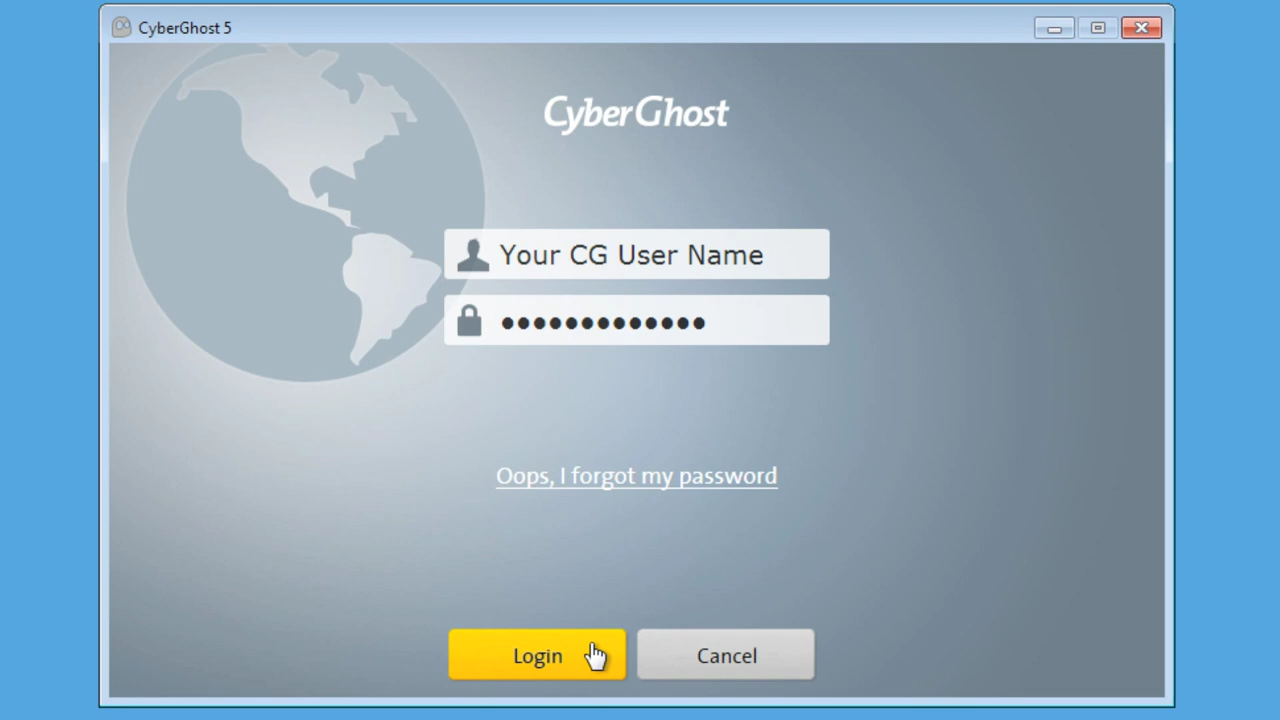 CyberGhost 5
CyberGhost
Your CG User Name
•••••••••••••
Oops, I forgot my password
Login
Cancel